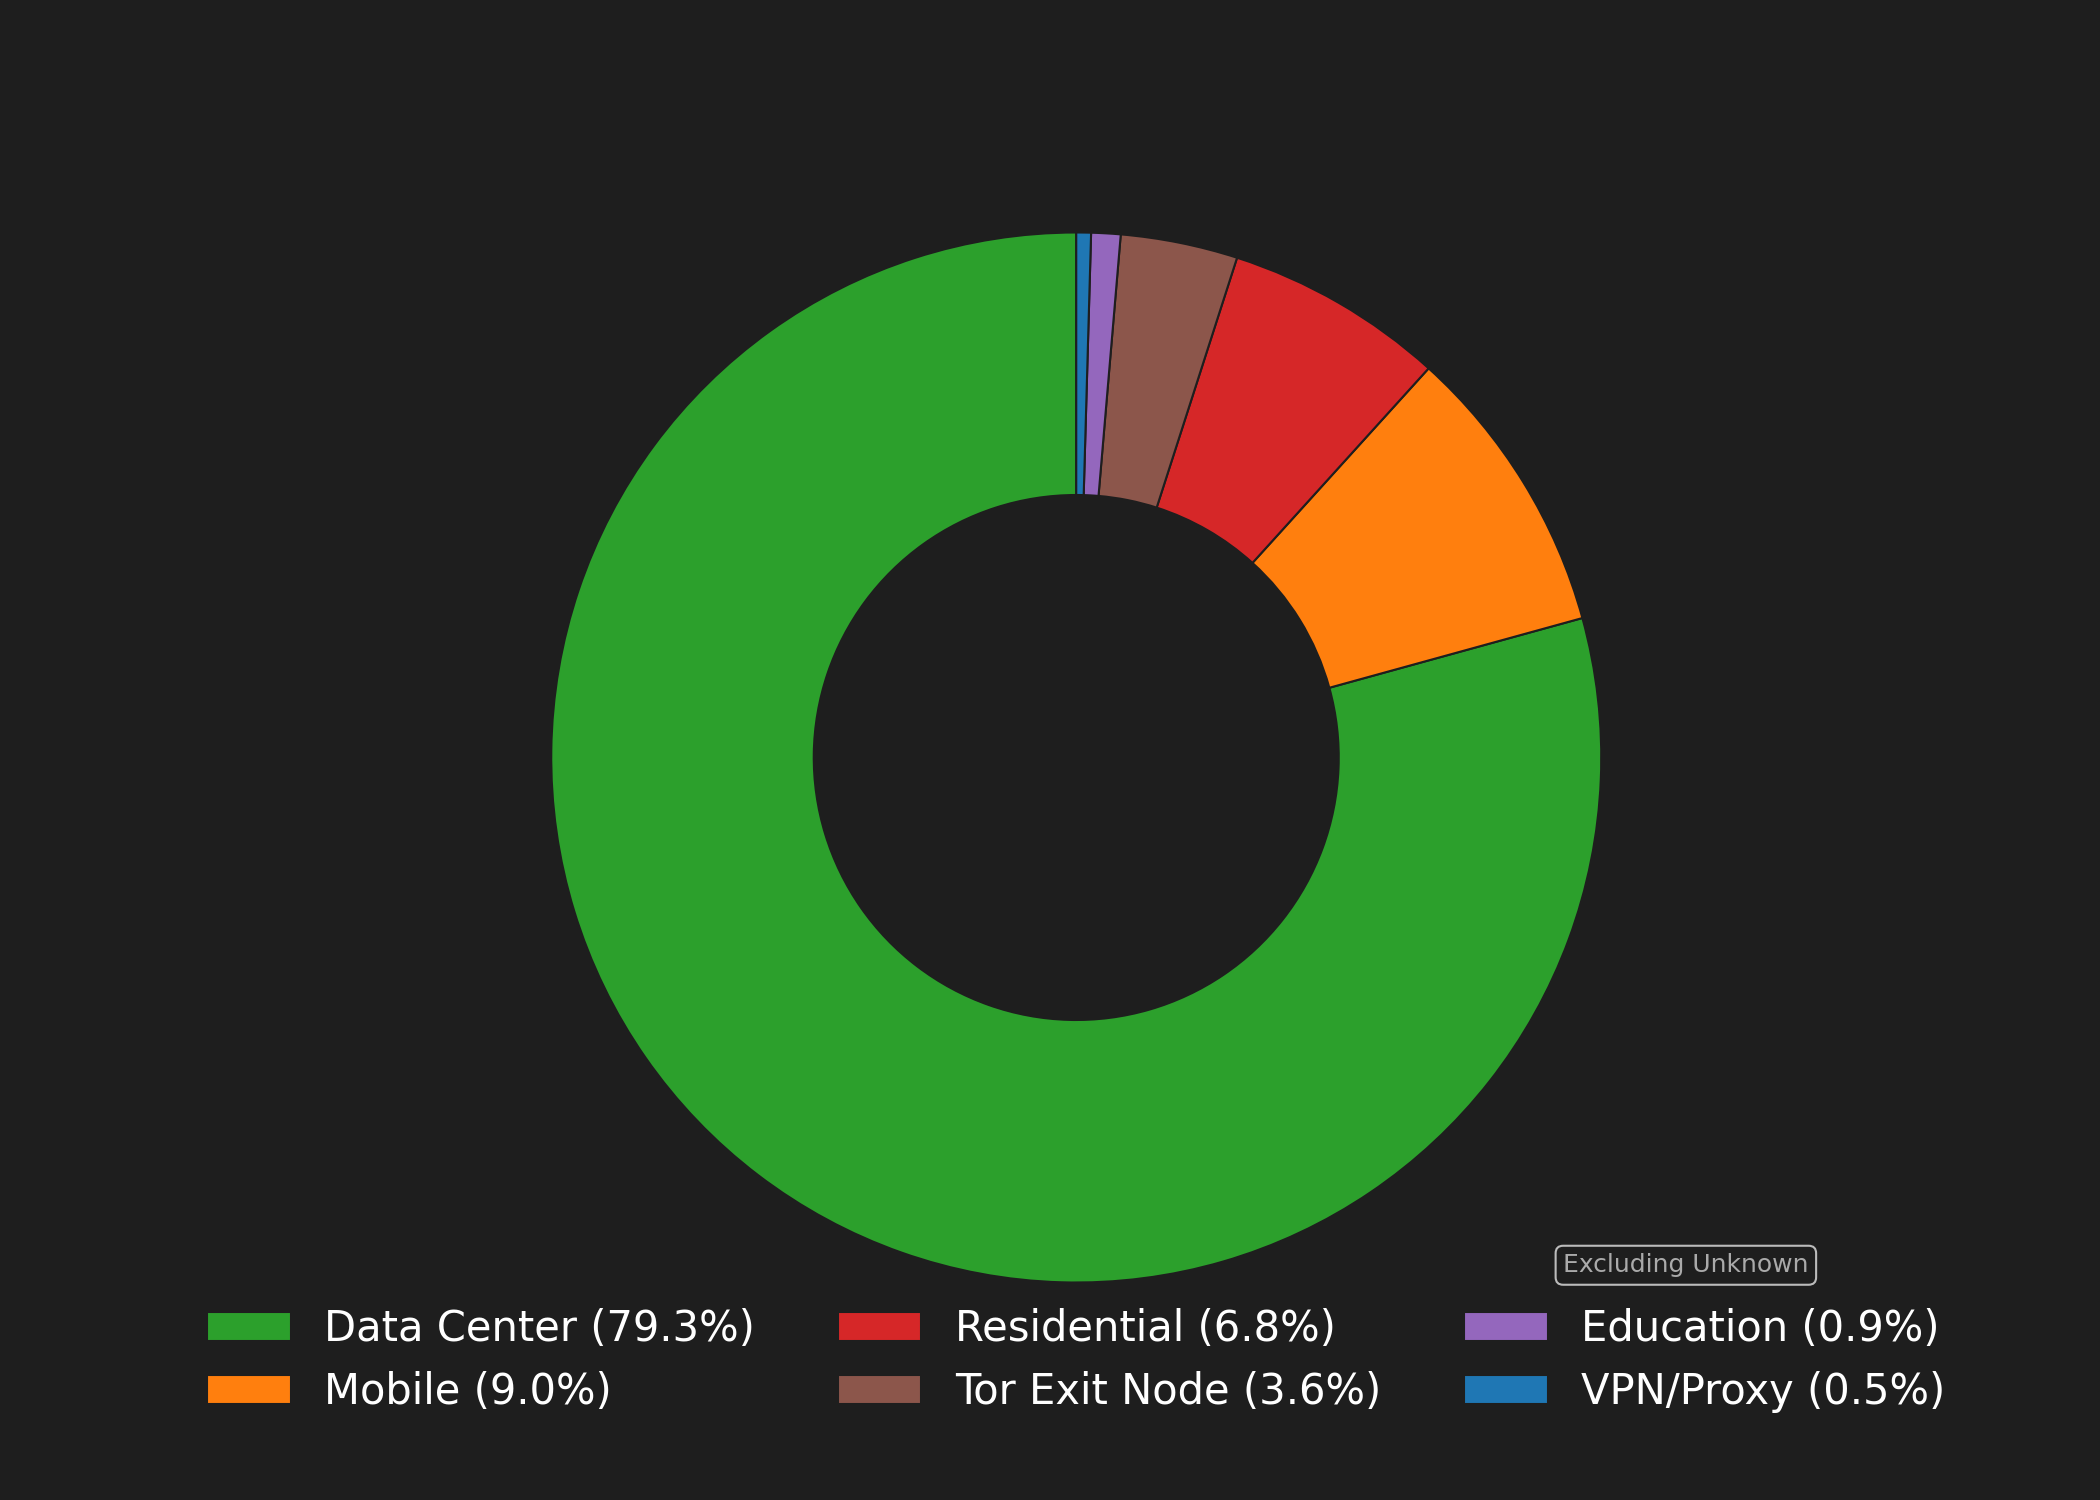 Excluding Unknown
Data Center (79.3%)
Residential (6.8%)
Education (0.9%)
Mobile (9.0%)
Tor Exit Node (3.6%)
VPN/Proxy (0.5%)